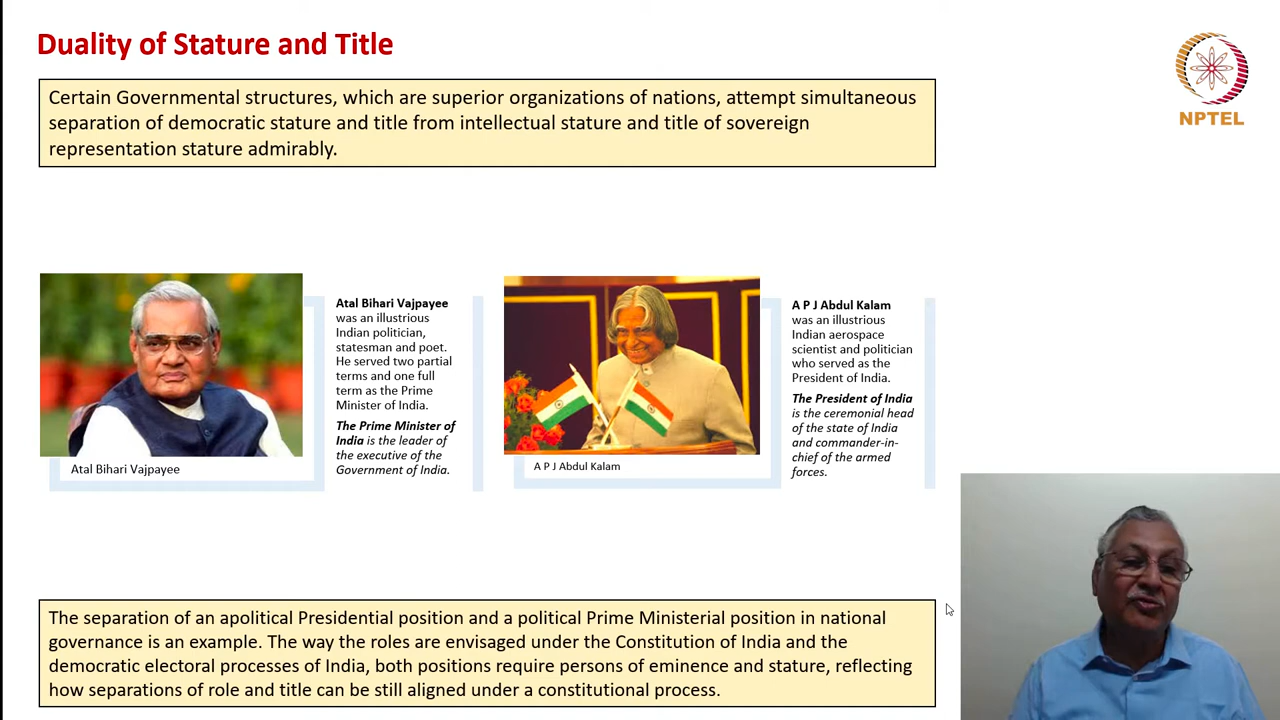 Duality of Stature and Title
Certain Governmental structures, which are superior organizations of nations, attempt simultaneous
separation of democratic stature and title from intellectual stature and title of sovereign
representation stature admirably.
NPTEL
Atal Bihari Vajpayee
was an illustrious
Indian politician,
statesman and poet.
He served two partial
terms and one full
term as the Prime
Minister of India.
The Prime Minister of
India is the leader of
the executive of the
Government of India.
Atal Bihari Vajpayee
A P J Abdul Kalam
was an illustrious
Indian aerospace
scientist and politician
who served as the
President of India.
The President of India
is the ceremonial head
of the state of India
and commander-in-
chief of the armed
forces.
A P J Abdul Kalam
The separation of an apolitical Presidential position and a political Prime Ministerial position in national
governance is an example. The way the roles are envisaged under the Constitution of India and the
democratic electoral processes of India, both positions require persons of eminence and stature, reflecting
how separations of role and title can be still aligned under a constitutional process.